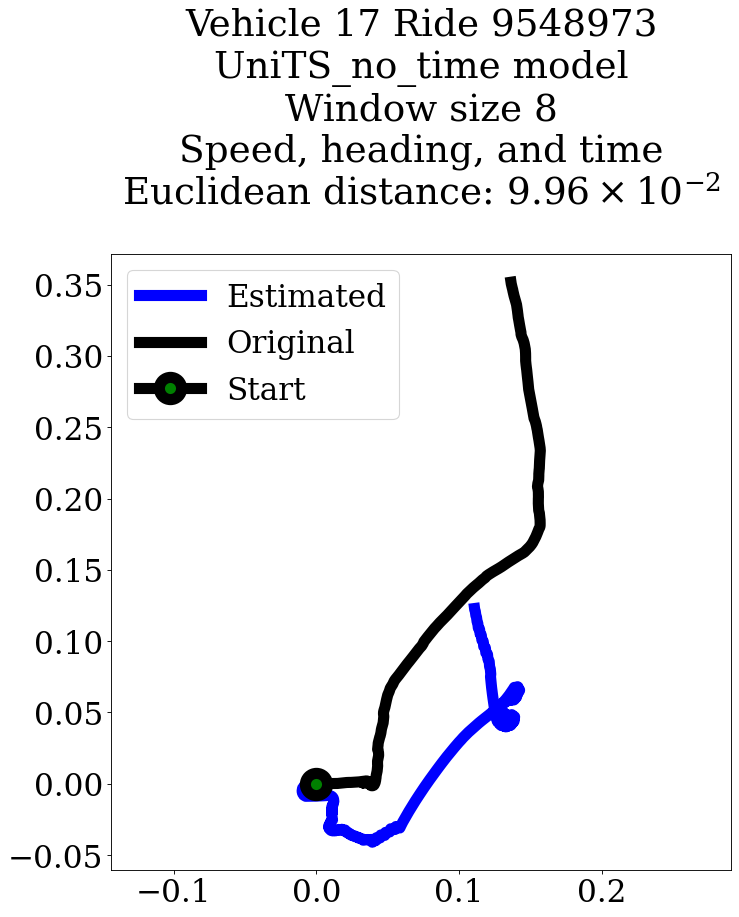 Vehicle 17 Ride 9548973
UniTS_no_time model
Window size 8
Speed, heading, and time
Euclidean distance: 9.96 × 10⁻²
Estimated
Original
Start
0.35
0.30
0.25
0.20
0.15
0.10
0.05
0.00
−0.05
−0.1 0.0 0.1 0.2